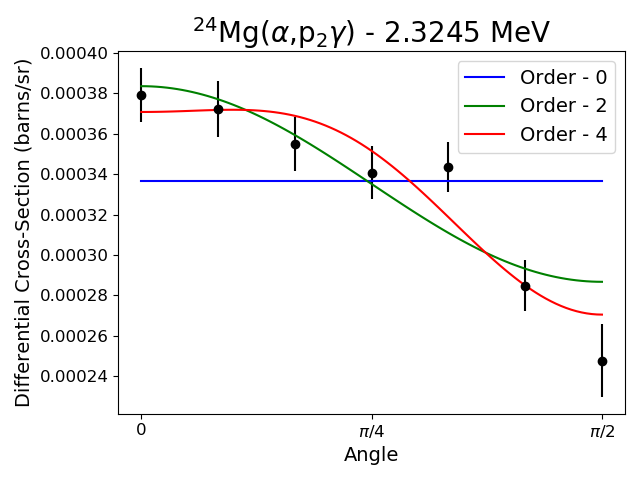 ²⁴Mg(α,p₂γ) - 2.3245 MeV
Order - 0
Order - 2
Order - 4
Differential Cross-Section (barns/sr)
0.00040
0.00038
0.00036
0.00034
0.00032
0.00030
0.00028
0.00026
0.00024
0 π/4 π/2
Angle